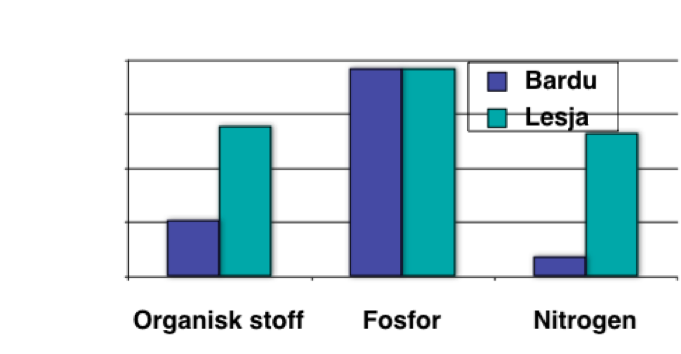 Bardu
Lesja
Organisk stoff
Fosfor
Nitrogen